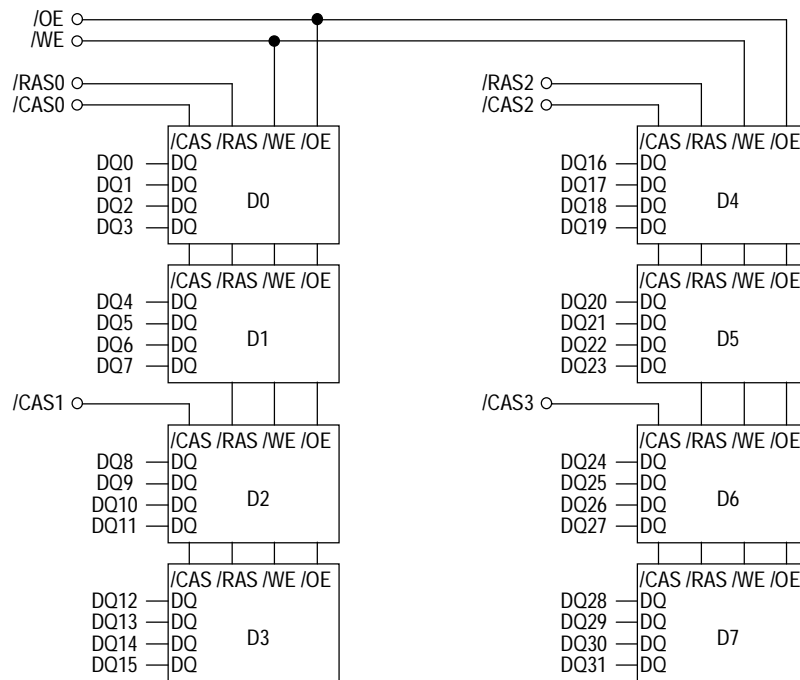 /OE
/WE
/RAS0
/CAS0
/CAS /RAS /WE /OE
DQ0 DQ
DQ1 DQ
DQ2 DQ
DQ3 DQ
D0
/CAS /RAS /WE /OE
DQ4 DQ
DQ5 DQ
DQ6 DQ
DQ7 DQ
D1
/CAS1
/CAS /RAS /WE /OE
DQ8 DQ
DQ9 DQ
DQ10 DQ
DQ11 DQ
D2
/CAS /RAS /WE /OE
DQ12 DQ
DQ13 DQ
DQ14 DQ
DQ15 DQ
D3
/RAS2
/CAS2
/CAS /RAS /WE /OE
DQ16 DQ
DQ17 DQ
DQ18 DQ
DQ19 DQ
D4
/CAS /RAS /WE /OE
DQ20 DQ
DQ21 DQ
DQ22 DQ
DQ23 DQ
D5
/CAS3
/CAS /RAS /WE /OE
DQ24 DQ
DQ25 DQ
DQ26 DQ
DQ27 DQ
D6
/CAS /RAS /WE /OE
DQ28 DQ
DQ29 DQ
DQ30 DQ
DQ31 DQ
D7